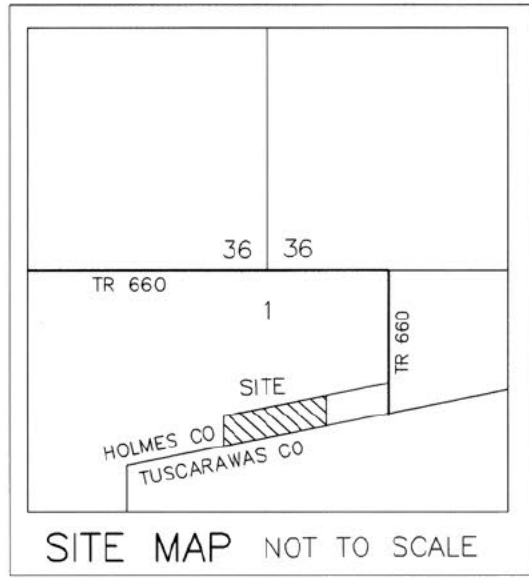 36 36
TR 660
1
TR 660
SITE
HOLMES CO
TUSCARAWAS CO
SITE MAP NOT TO SCALE